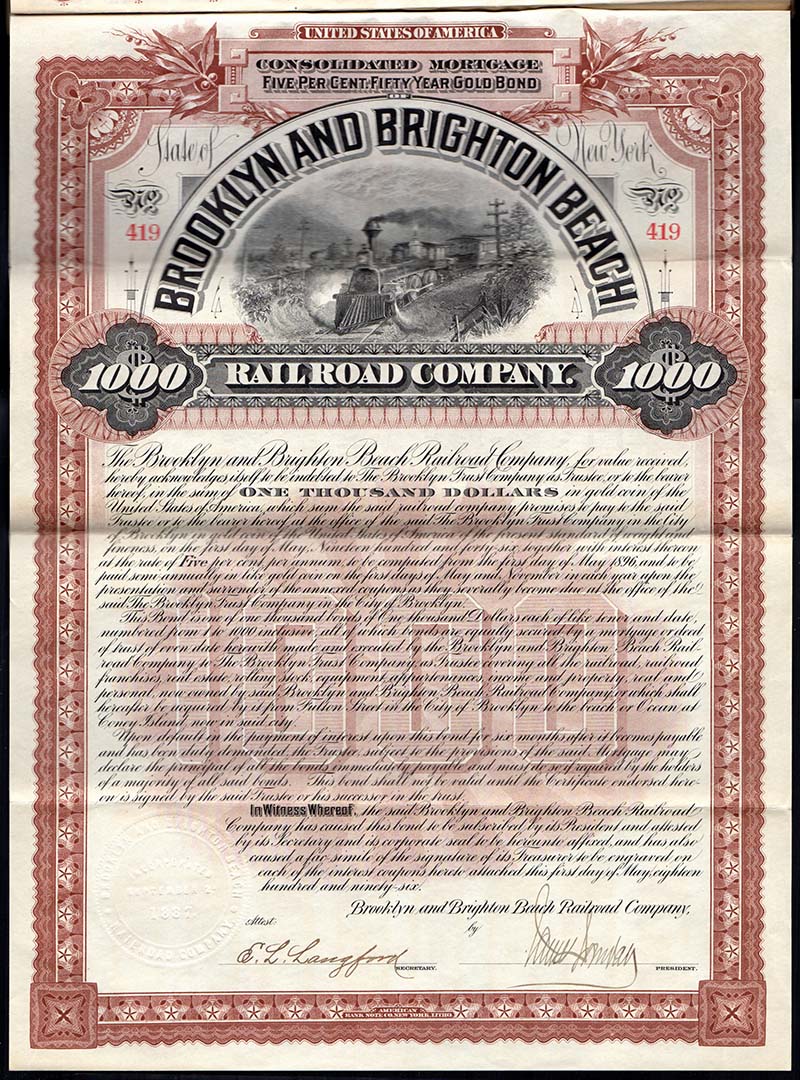 UNITED STATES OF AMERICA
CONSOLIDATED MORTGAGE
FIVE PER CENT. FIFTY YEAR GOLD BOND
OF
State of New York
BROOKLYN AND BRIGHTON BEACH
No. No.
419 419
$1000 RAILROAD COMPANY. $1000
The Brooklyn and Brighton Beach Railroad Company, for value received,
hereby acknowledges itself to be indebted to The Brooklyn Trust Company as Trustee, or to the bearer
hereof, in the sum of ONE THOUSAND DOLLARS in gold coin of the
United States of America, which sum the said railroad company promises to pay to the said
Trustee or to the bearer hereof at the office of the said The Brooklyn Trust Company in the City
of Brooklyn in gold coin of the United States of America of the present standard of weight and
fineness, on the first day of May, Nineteen hundred and forty-six, together with interest thereon
at the rate of Five per cent. per annum, to be computed from the first day of May 1896, and to be
paid semi annually in like gold coin on the first days of May and November in each year upon the
presentation and surrender of the annexed coupons as they severally become due at the office of the
said The Brooklyn Trust Company in the City of Brooklyn.
This Bond is one of one thousand bonds of One thousand Dollars each of like tenor and date,
numbered from 1 to 1000 inclusive, all of which bonds are equally secured by a mortgage or deed
of trust of even date herewith made and executed by The Brooklyn and Brighton Beach Rail-
road Company to The Brooklyn Trust Company as Trustee covering all the railroad, railroad
franchises, real estate, rolling stock, equipment, appurtenances, income and property, real and
personal, now owned by The Brooklyn and Brighton Beach Railroad Company, or which shall
hereafter be acquired by it from Fulton Street in the City of Brooklyn to the beach or Ocean at
Coney Island, now in said city.
Upon default in the payment of interest upon this bond for six months after it becomes payable
and has been duly demanded, the Trustee, subject to the provisions of the said Mortgage, may
declare the principal of all the bonds immediately payable and must do so if required by the holders
of a majority of all said bonds. This bond shall not be valid until the Certificate endorsed here-
on is signed by the said Trustee or his successor in the trust.
In Witness Whereof, the said Brooklyn and Brighton Beach Railroad
Company has caused this bond to be subscribed by its President and attested
by its Secretary and its corporate seal to be hereunto affixed, and has also
caused a fac-simile of the signature of its Treasurer to be engraved on
each of the interest coupons hereto attached this first day of May, eighteen
hundred and ninety-six.
1000
Brooklyn and Brighton Beach Railroad Company,
Attest: by
E. L. Langford
SECRETARY. PRESIDENT.
1887
AMERICAN
BANK NOTE CO. NEW YORK, LITHO